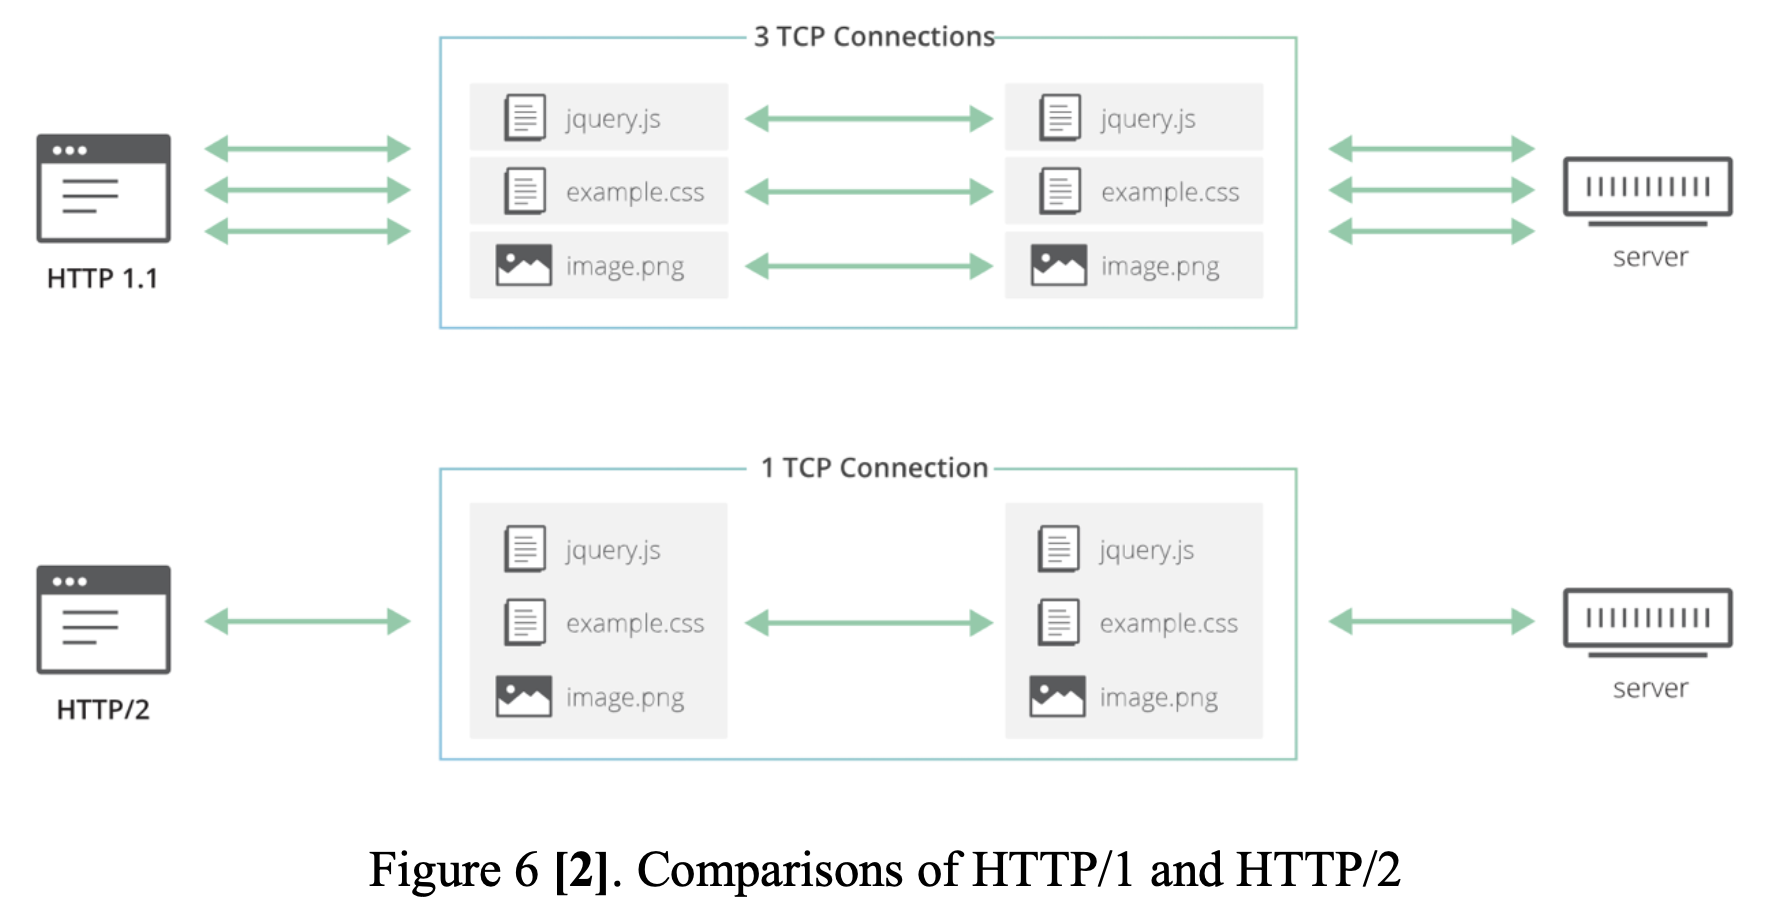 3 TCP Connections
jquery.js
jquery.js
example.css
example.css
image.png
image.png
HTTP 1.1
server
1 TCP Connection
jquery.js
jquery.js
example.css
example.css
image.png
image.png
HTTP/2
server
Figure 6 [2]. Comparisons of HTTP/1 and HTTP/2